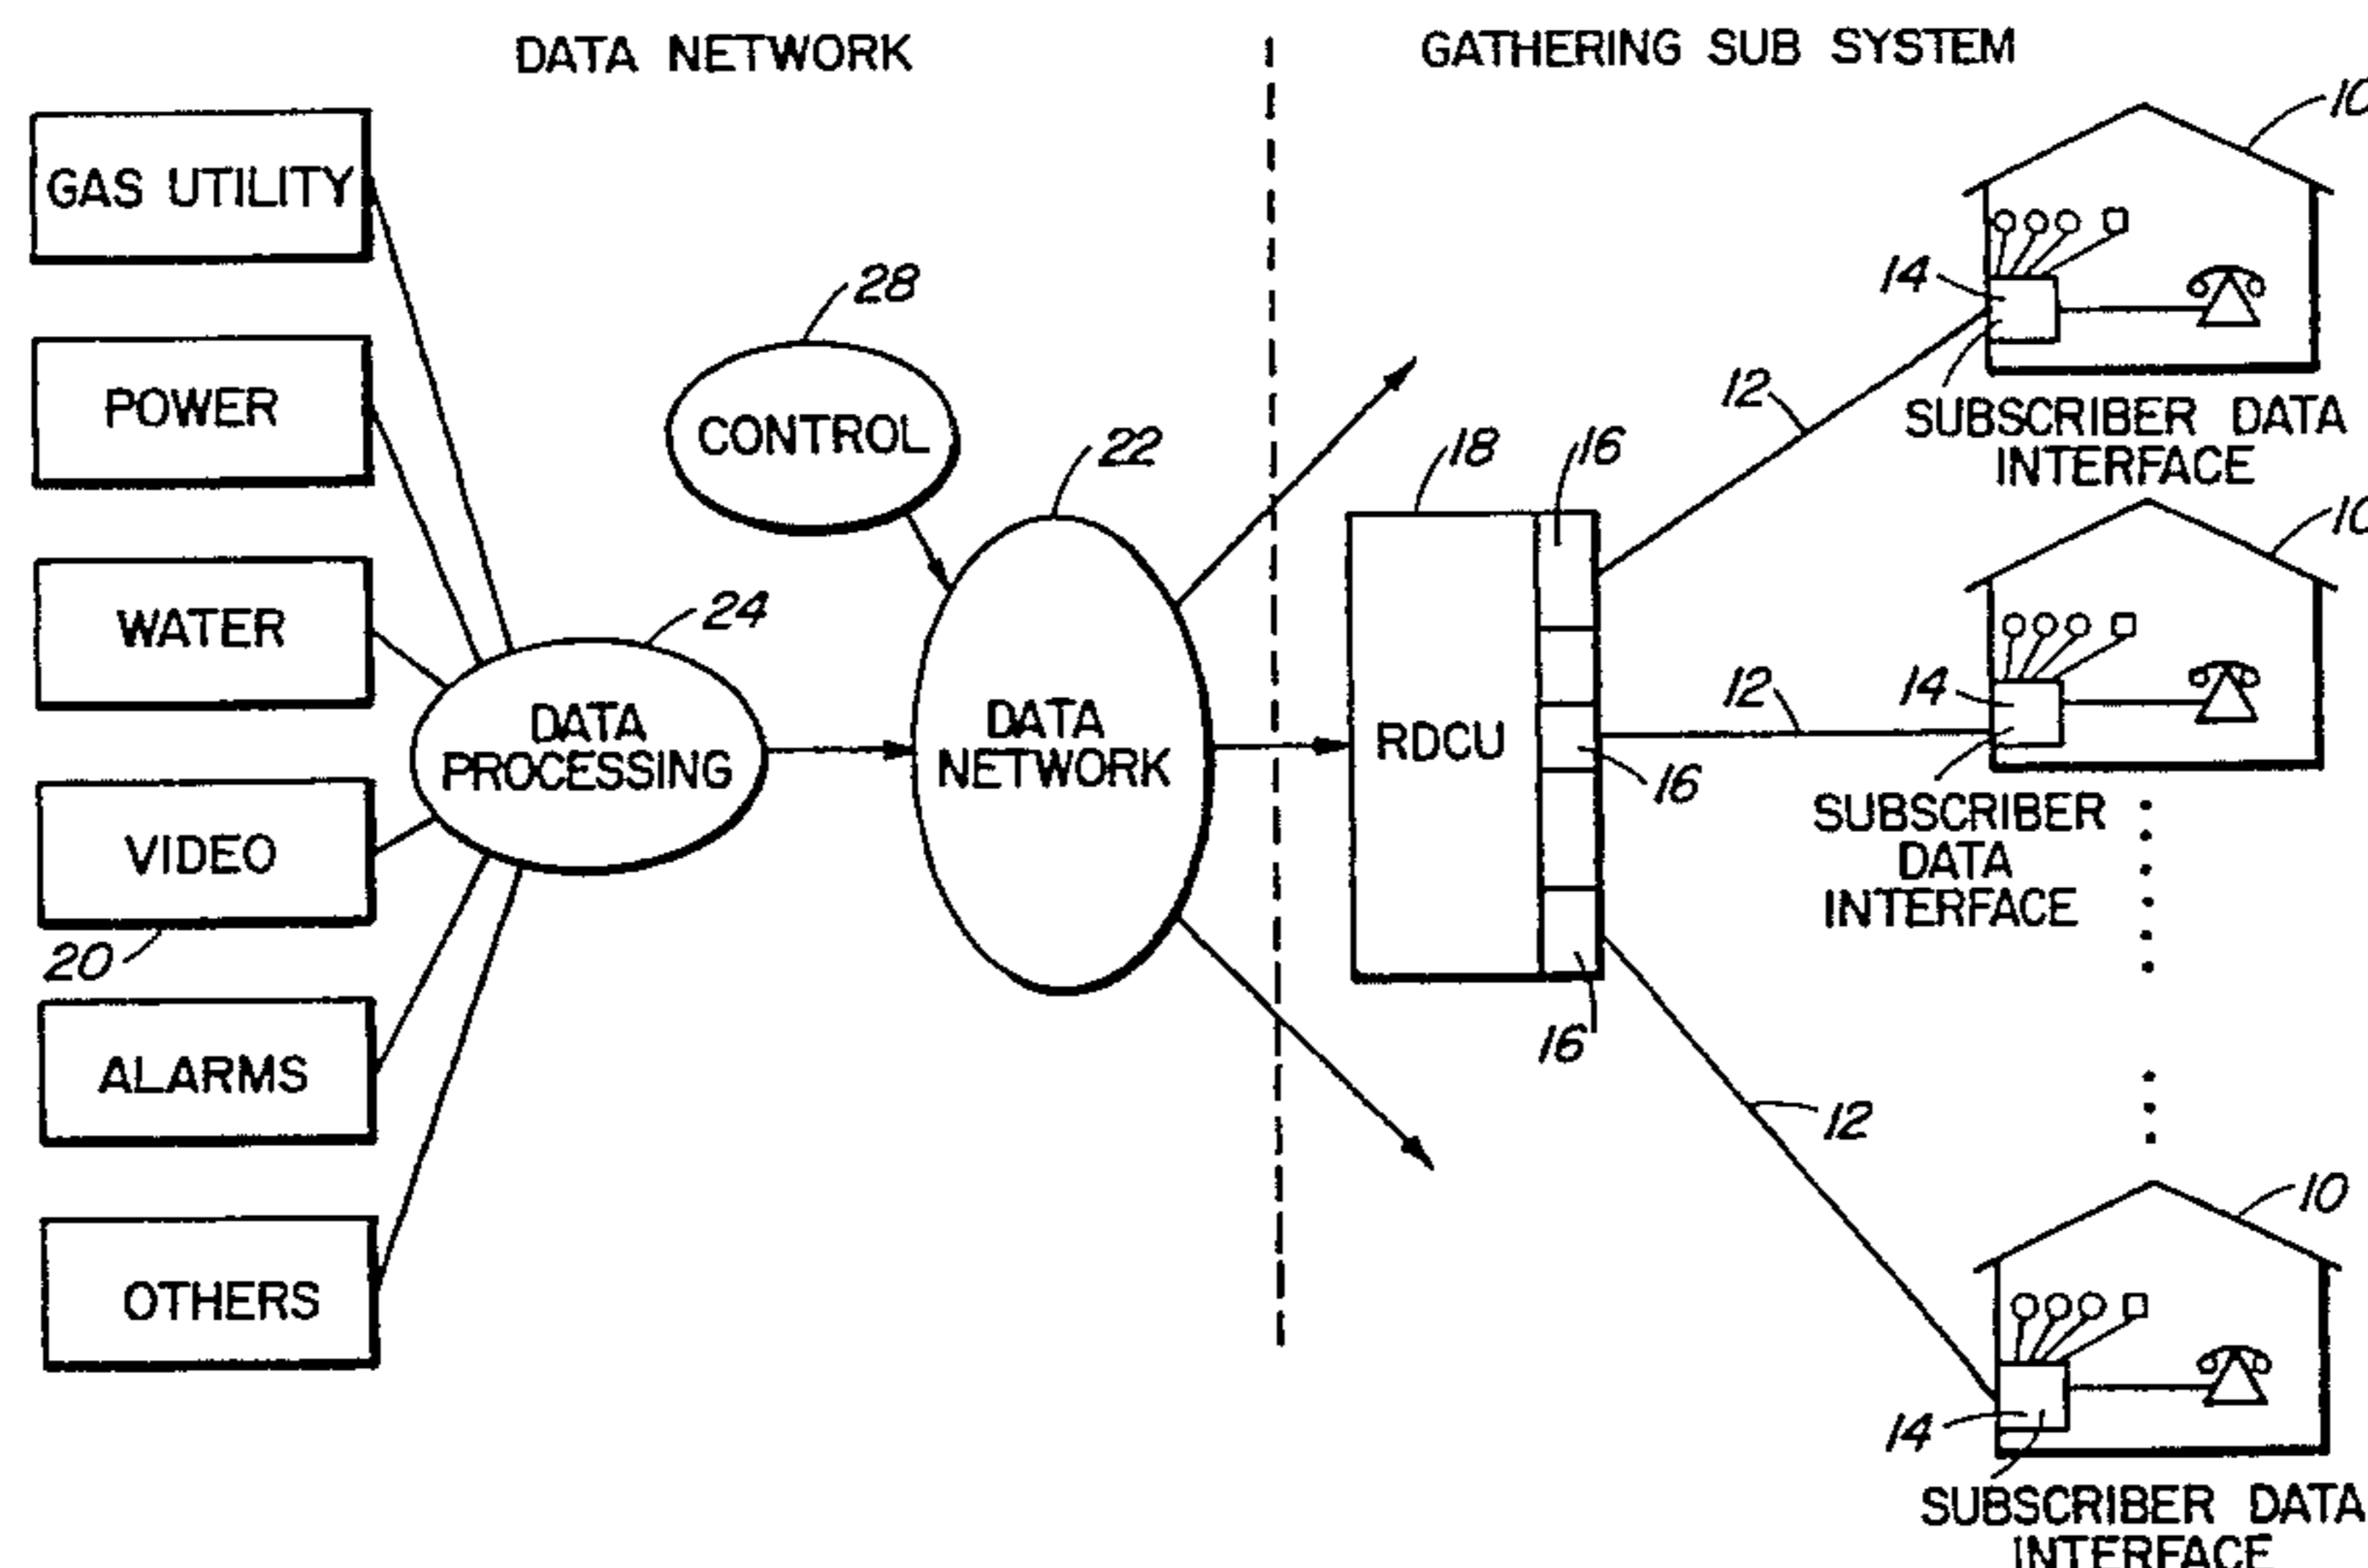 DATA NETWORK
GATHERING SUB SYSTEM
GAS UTILITY
POWER
WATER
VIDEO
20
ALARMS
OTHERS
28
CONTROL
24
DATA
PROCESSING
22
DATA
NETWORK
18
16
RDCU
16
16
12
12
12
10
14
SUBSCRIBER DATA
INTERFACE
10
14
SUBSCRIBER
DATA
INTERFACE
10
14
SUBSCRIBER DATA
INTERFACE